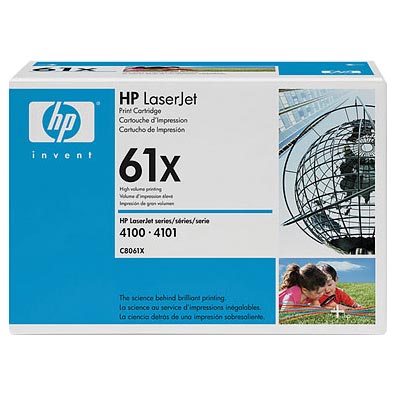 61X
hp
invent
HP LaserJet
Print Cartridge
Cartouche d'Impression
Cartucho de Impresión
61X
High volume printing
Volume d'impression élevé
Impresión de gran volumen
HP LaserJet series/séries/serie
4100 · 4101
C8061X
The science behind brilliant printing.
La science au service d'impressions inégalables.
La ciencia detrás de una impresión sobresaliente.
+ hp